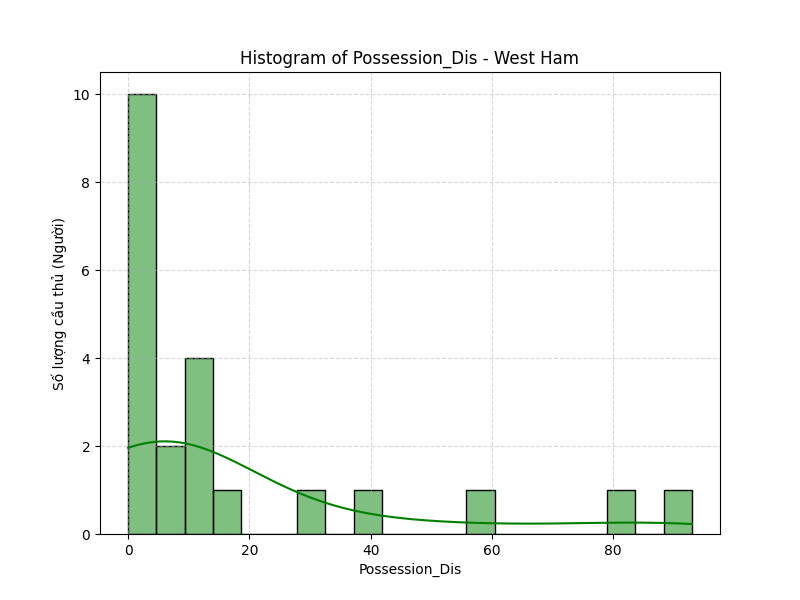 Histogram of Possession_Dis - West Ham
Số lượng cầu thủ (Người)
10
8
6
4
2
0
0 20 40 60 80
Possession_Dis